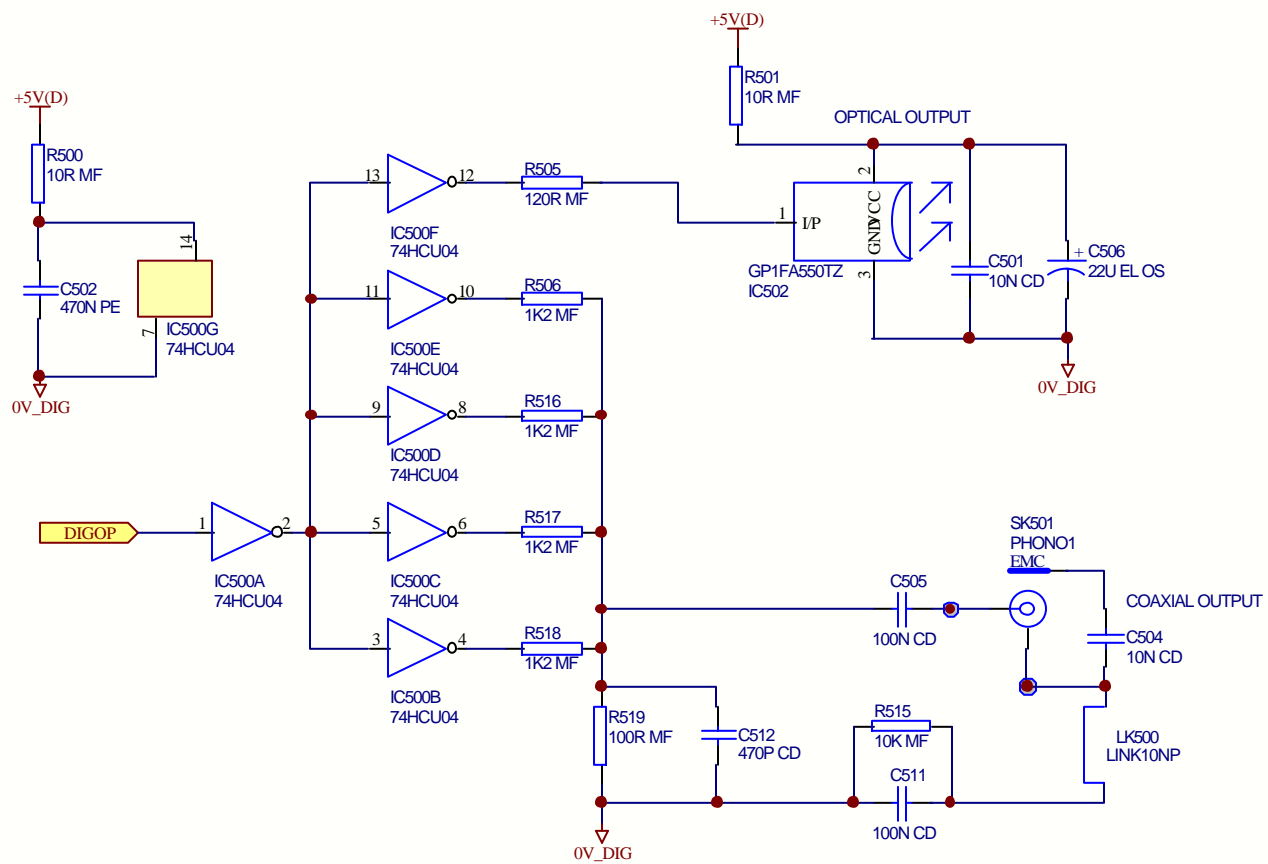 +5V(D)
R501
10R MF
OPTICAL OUTPUT
+5V(D)
R500
10R MF
14
C502
470N PE
7
IC500G
74HCU04
0V_DIG
13
12
IC500F
74HCU04
R505
120R MF
1
I/P
2
VCC
GND
3
GP1FA550TZ
IC502
C501
10N CD
+
C506
22U EL OS
0V_DIG
11
10
IC500E
74HCU04
R506
1K2 MF
9
8
IC500D
74HCU04
R516
1K2 MF
DIGOP
1
2
IC500A
74HCU04
5
6
IC500C
74HCU04
R517
1K2 MF
3
4
IC500B
74HCU04
R518
1K2 MF
C505
100N CD
SK501
PHONO1
EMC
COAXIAL OUTPUT
C504
10N CD
R519
100R MF
C512
470P CD
R515
10K MF
C511
100N CD
LK500
LINK10NP
0V_DIG